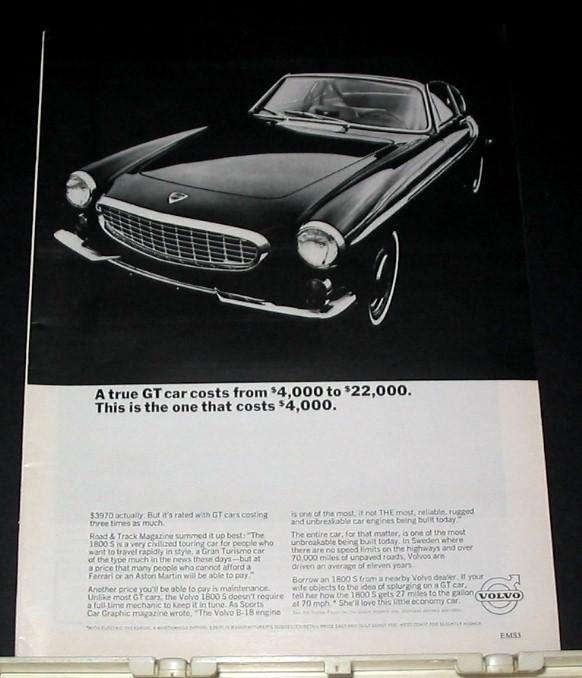 A true GT car costs from $4,000 to $22,000.
This is the one that costs $4,000.
$3970 actually. But it's rated with GT cars costing
three times as much.
Road & Track Magazine summed it up best: "The
1800 S is a very civilized touring car for people who
want to travel rapidly in style, a Gran Turismo car
of the type much in the news these days—but at
a price that many people who cannot afford a
Ferrari or an Aston Martin will be able to pay."
Another price you'll be able to pay is maintenance.
Unlike most GT cars, the Volvo 1800 S doesn't require
a full-time mechanic to keep it in tune. As Sports
Car Graphic magazine wrote, "The Volvo B-18 engine
is one of the most, if not THE most, reliable, rugged
and unbreakable car engines being built today."
The entire car, for that matter, is one of the most
unbreakable being built today. In Sweden where
there are no speed limits on the highways and over
70,000 miles of unpaved roads, Volvos are
driven an average of eleven years.
Borrow an 1800 S from a nearby Volvo dealer. If your
wife objects to the idea of splurging on a GT car,
tell her how the 1800 S gets 27 miles to the gallon
at 70 mph.* She'll love this little economy car.
VOLVO
EMS3